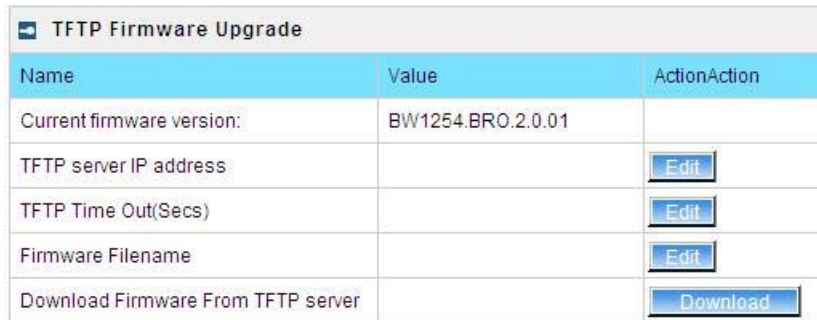 TFTP Firmware Upgrade
Name Value ActionAction
Current firmware version: BW1254.BRO.2.0.01
TFTP server IP address Edit
TFTP Time Out(Secs) Edit
Firmware Filename Edit
Download Firmware From TFTP server Download